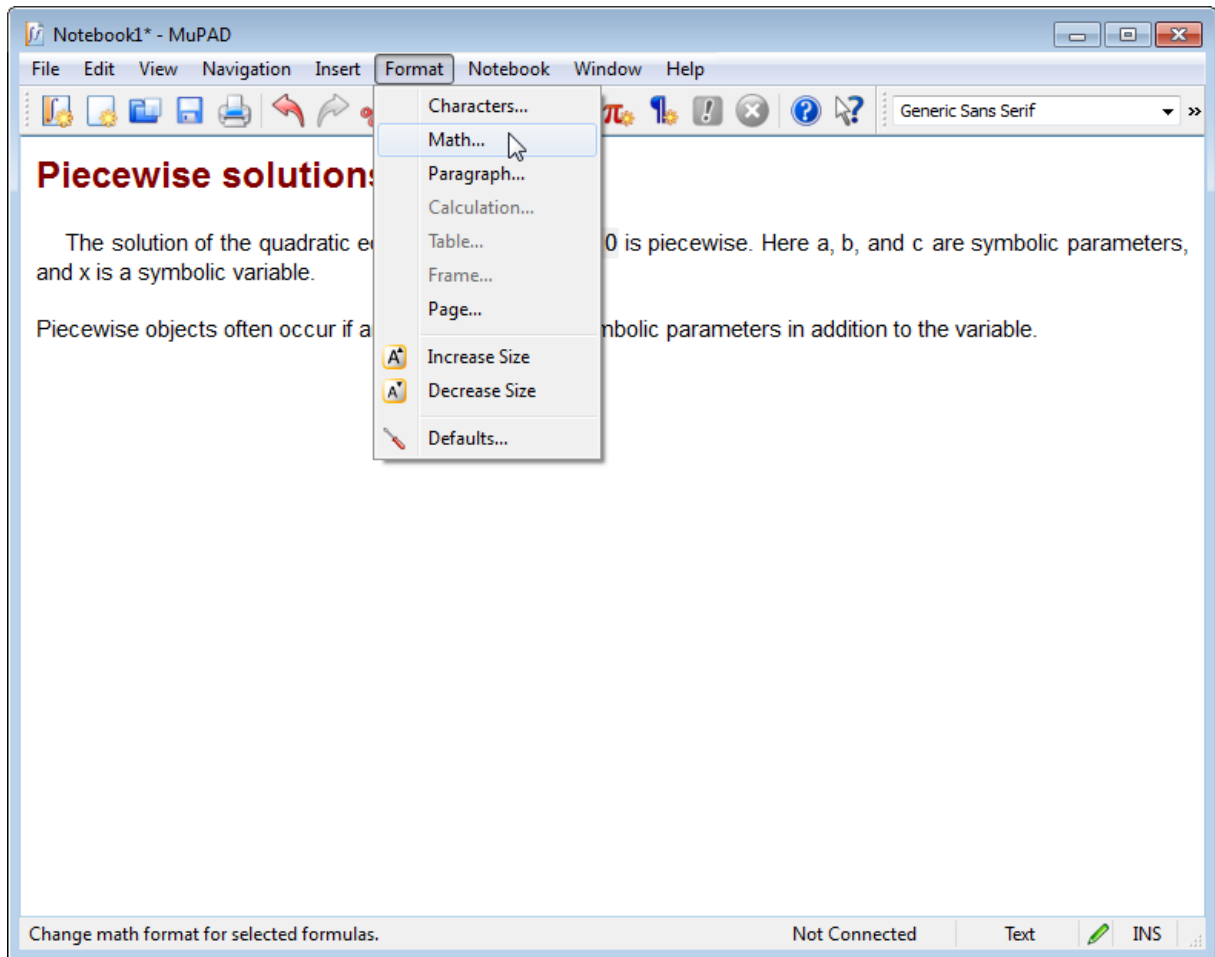 Notebook1* - MuPAD
File Edit View Navigation Insert Format Notebook Window Help
Generic Sans Serif
Characters...
Math...
Paragraph...
Calculation...
Table...
Frame...
Page...
Increase Size
Decrease Size
Defaults...
Piecewise solutions
The solution of the quadratic 0 is piecewise. Here a, b, and c are symbolic parameters,
and x is a symbolic variable.
Piecewise objects often occur if parameters in addition to the variable.
Change math format for selected formulas. Not Connected Text INS